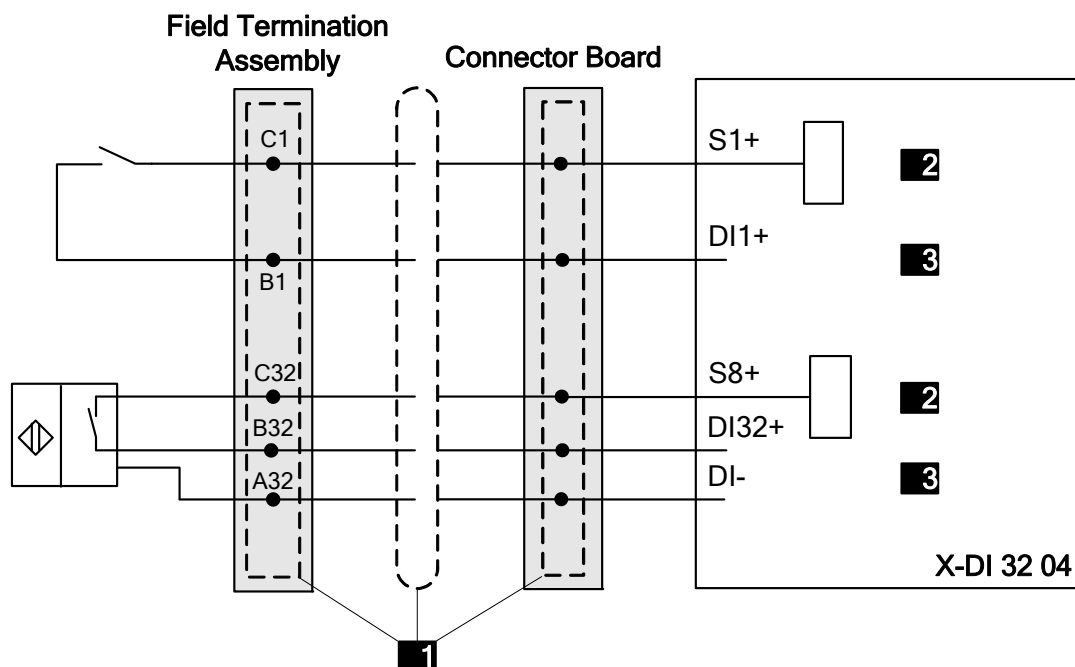 Field Termination
Assembly
Connector Board
C1
S1+
2
DI1+
B1
3
C32
S8+
2
B32
DI32+
A32
DI-
3
X-DI 32 04
1